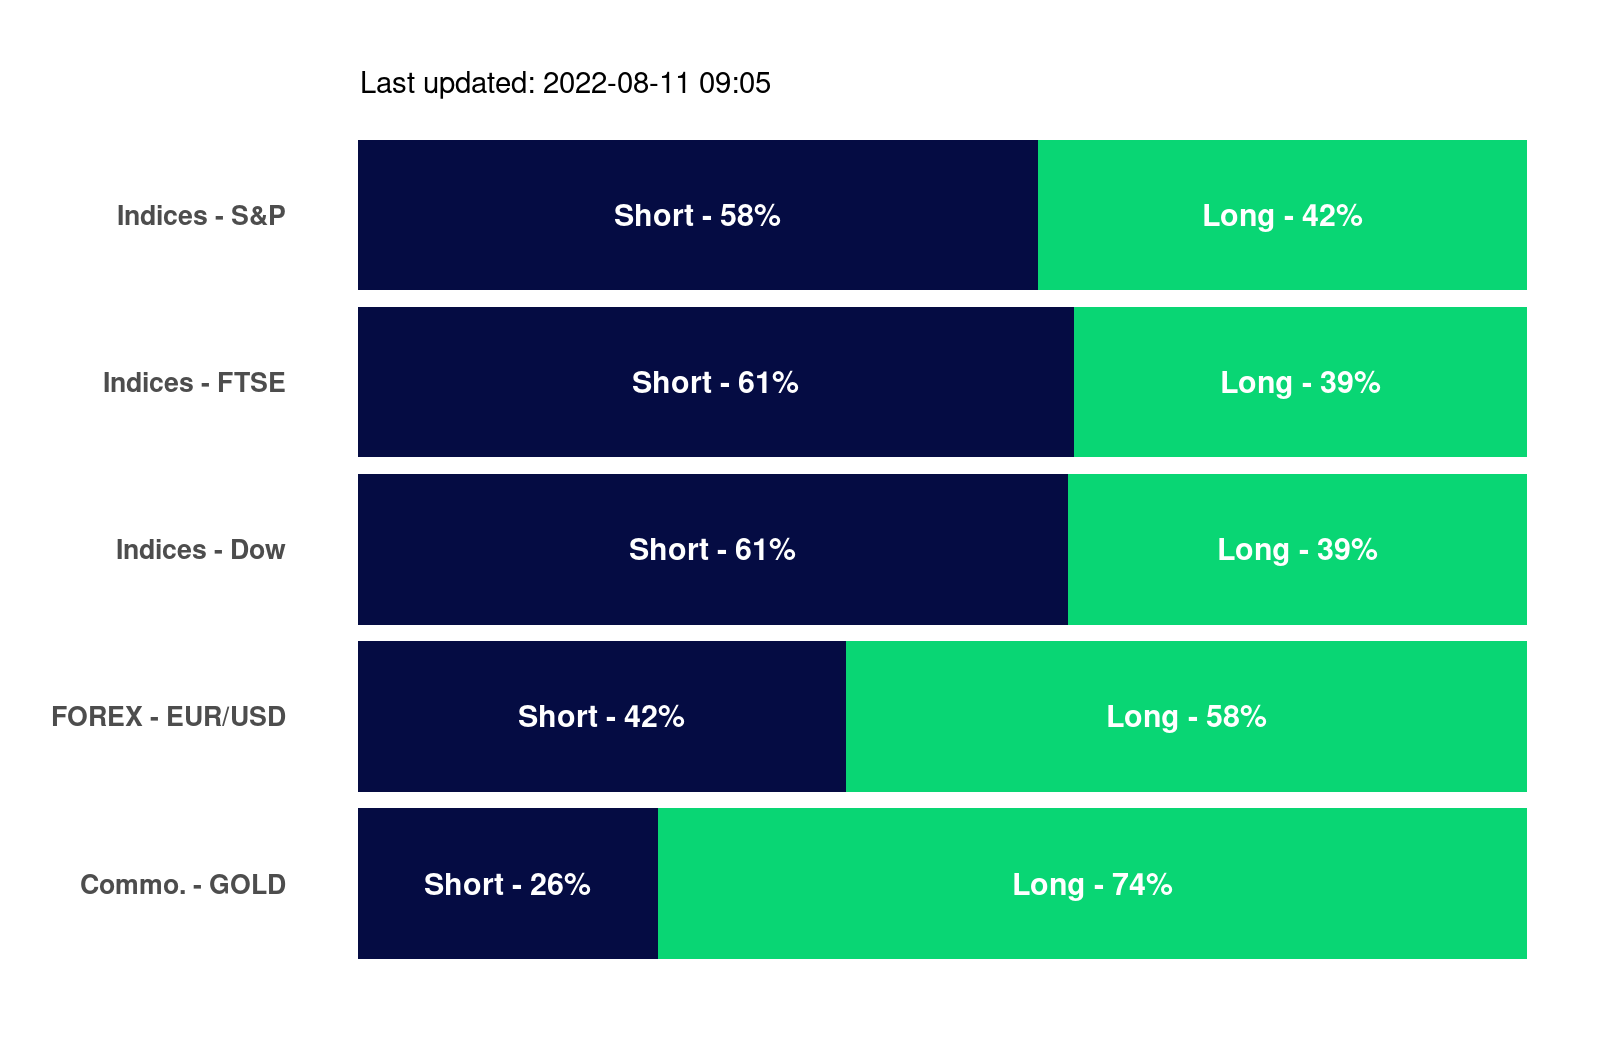 Last updated: 2022-08-11 09:05
Indices - S&P Short - 58% Long - 42%
Indices - FTSE Short - 61% Long - 39%
Indices - Dow Short - 61% Long - 39%
FOREX - EUR/USD Short - 42% Long - 58%
Commo. - GOLD Short - 26% Long - 74%